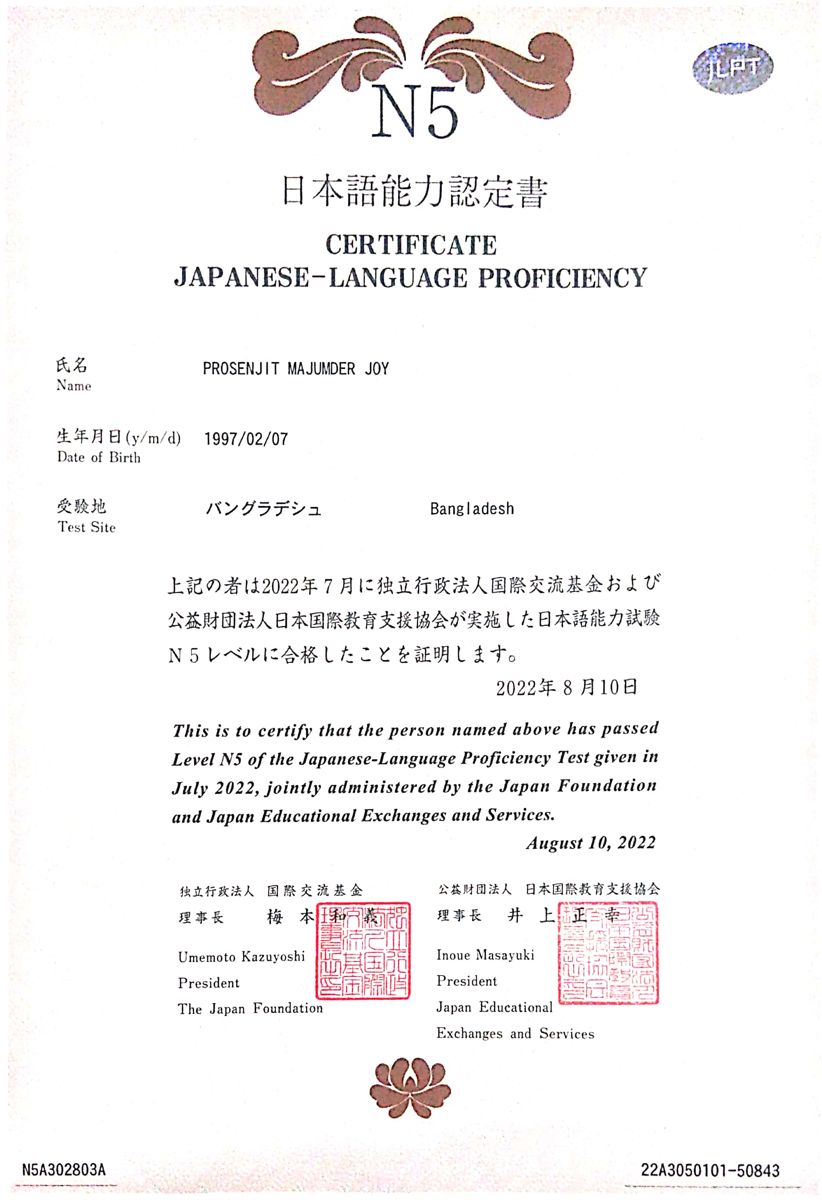 JLPT
N5
日本語能力認定書
CERTIFICATE
JAPANESE-LANGUAGE PROFICIENCY
氏名
Name
PROSENJIT MAJUMDER JOY
生年月日(y/m/d)
Date of Birth
1997/02/07
受験地
Test Site
バングラデシュ
Bangladesh
上記の者は2022年7月に独立行政法人国際交流基金および
公益財団法人日本国際教育支援協会が実施した日本語能力試験
N5レベルに合格したことを証明します。
2022年8月10日
This is to certify that the person named above has passed
Level N5 of the Japanese-Language Proficiency Test given in
July 2022, jointly administered by the Japan Foundation
and Japan Educational Exchanges and Services.
August 10, 2022
独立行政法人 国際交流基金
理事長 梅本和義
Umemoto Kazuyoshi
President
The Japan Foundation
公益財団法人 日本国際教育支援協会
理事長 井上正幸
Inoue Masayuki
President
Japan Educational
Exchanges and Services
N5A302803A
22A3050101-50843